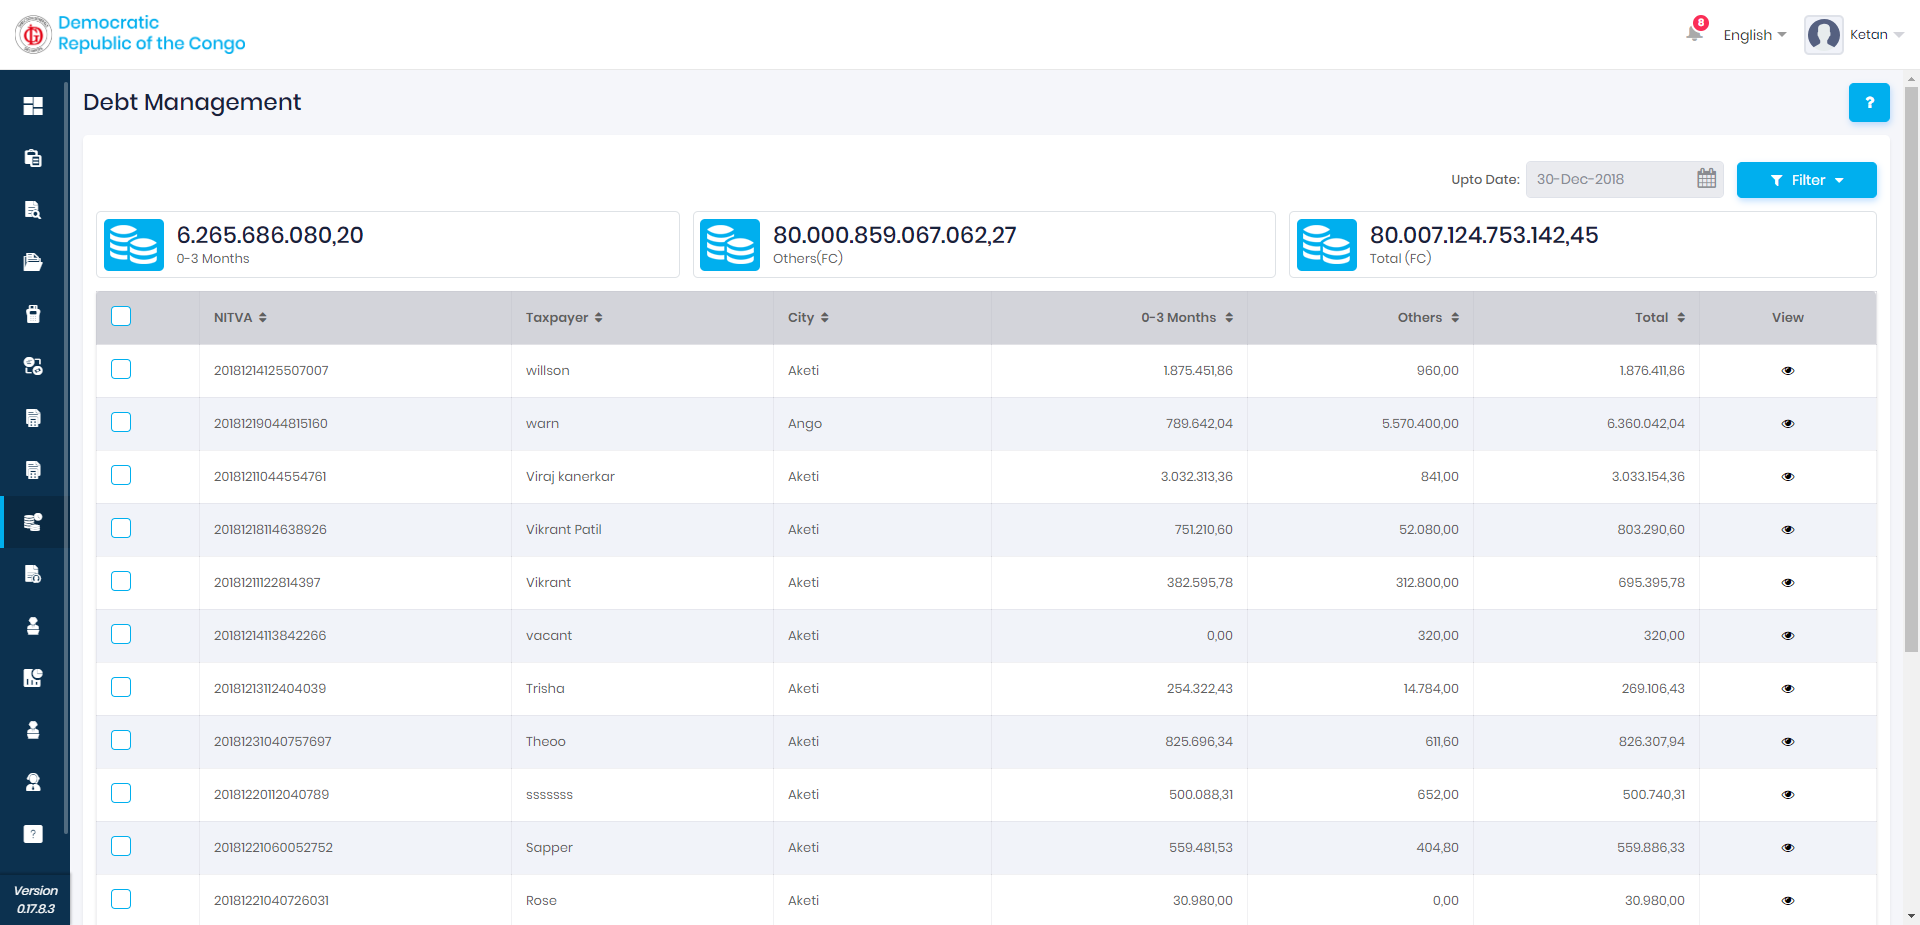 Democratic
Republic of the Congo
8
English
Ketan
Debt Management
?
Upto Date: 30-Dec-2018 Filter
6.265.686.080,20
0-3 Months
80.000.859.067.062,27
Others(FC)
80.007.124.753.142,45
Total (FC)
NITVA Taxpayer City 0-3 Months Others Total View
20181214125507007 willson Aketi 1.875.451,86 960,00 1.876.411,86
20181219044815160 warn Ango 789.642,04 5.570.400,00 6.360.042,04
20181211044554761 Viraj kanerkar Aketi 3.032.313,36 841,00 3.033.154,36
20181218114638926 Vikrant Patil Aketi 751.210,60 52.080,00 803.290,60
20181211122814397 Vikrant Aketi 382.595,78 312.800,00 695.395,78
20181214113842266 vacant Aketi 0,00 320,00 320,00
20181213112404039 Trisha Aketi 254.322,43 14.784,00 269.106,43
20181231040757697 Theoo Aketi 825.696,34 611,60 826.307,94
20181220112040789 sssssss Aketi 500.088,31 652,00 500.740,31
20181221060052752 Sapper Aketi 559.481,53 404,80 559.886,33
20181221040726031 Rose Aketi 30.980,00 0,00 30.980,00
?
Version
0.17.8.3